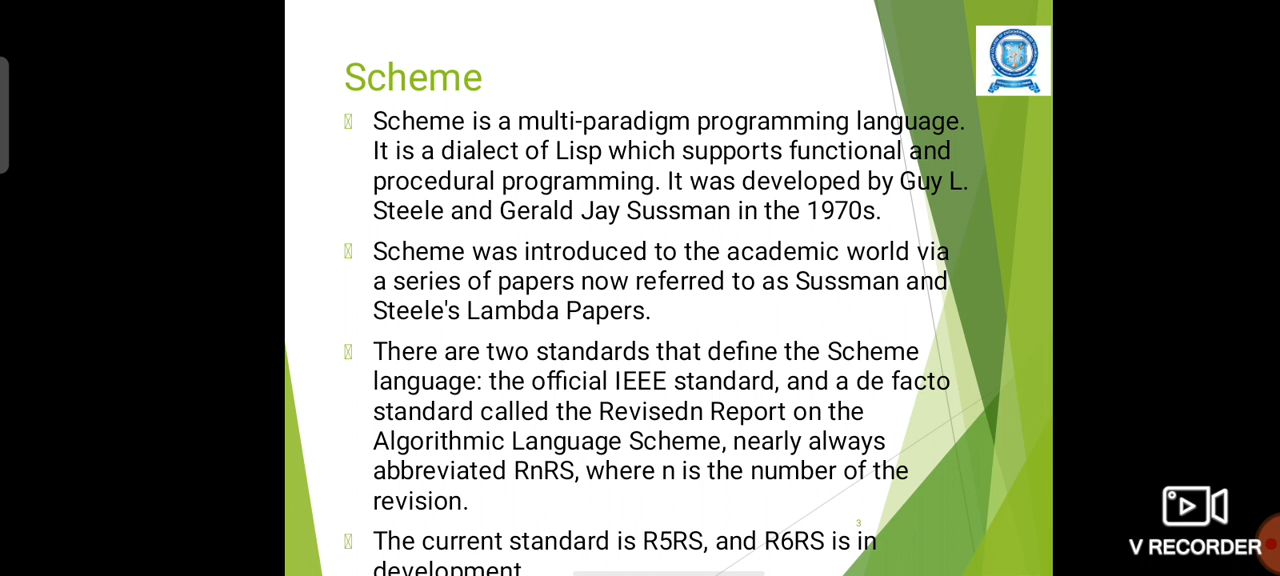 Scheme
Scheme is a multi-paradigm programming language.
It is a dialect of Lisp which supports functional and
procedural programming. It was developed by Guy L.
Steele and Gerald Jay Sussman in the 1970s.
Scheme was introduced to the academic world via
a series of papers now referred to as Sussman and
Steele's Lambda Papers.
There are two standards that define the Scheme
language: the official IEEE standard, and a de facto
standard called the Revisedn Report on the
Algorithmic Language Scheme, nearly always
abbreviated RnRS, where n is the number of the
revision.
3
The current standard is R5RS, and R6RS is in
development
V RECORDER